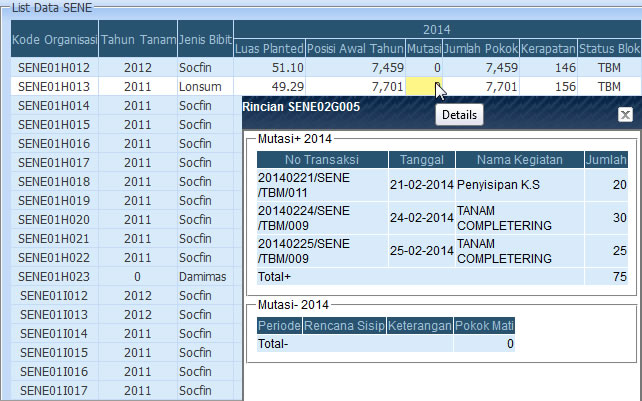 List Data SENE
Kode Organisasi Tahun Tanam Jenis Bibit 2014
Luas Planted Posisi Awal Tahun Mutasi Jumlah Pokok Kerapatan Status Blok
SENE01H012 2012 Socfin 51.10 7,459 0 7,459 146 TBM
SENE01H013 2011 Lonsum 49.29 7,701 7,701 156 TBM
SENE01H014 2011 Socfin
SENE01H015 2011 Socfin
SENE01H016 2011 Socfin
SENE01H017 2011 Socfin
SENE01H018 2011 Socfin
SENE01H019 2011 Socfin
SENE01H020 2011 Socfin
SENE01H021 2011 Socfin
SENE01H022 2011 Socfin
SENE01H023 0 Damimas
SENE01I012 2012 Socfin
SENE01I013 2012 Socfin
SENE01I014 2011 Socfin
SENE01I015 2011 Socfin
SENE01I016 2011 Socfin
SENE01I017 2011 Socfin
Rincian SENE02G005
Details
Mutasi+ 2014
No Transaksi Tanggal Nama Kegiatan Jumlah
20140221/SENE
/TBM/011 21-02-2014 Penyisipan K.S 20
20140224/SENE
/TBM/009 24-02-2014 TANAM
COMPLETERING 30
20140225/SENE
/TBM/009 25-02-2014 TANAM
COMPLETERING 25
Total+ 75
Mutasi- 2014
Periode Rencana Sisip Keterangan Pokok Mati
Total- 0